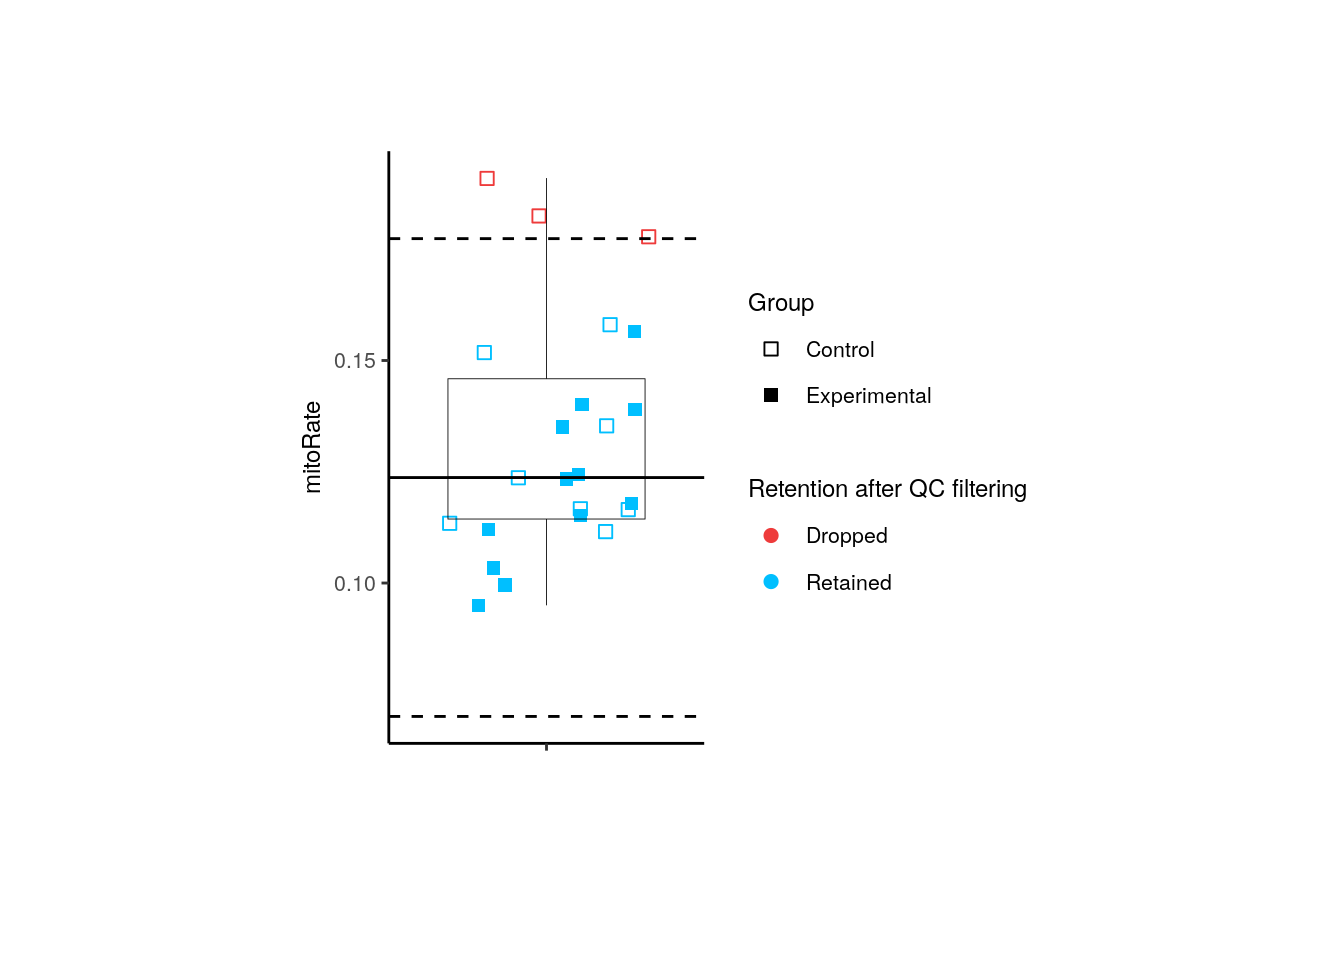 mitoRate
0.15
0.10
Group
Control
Experimental
Retention after QC filtering
Dropped
Retained